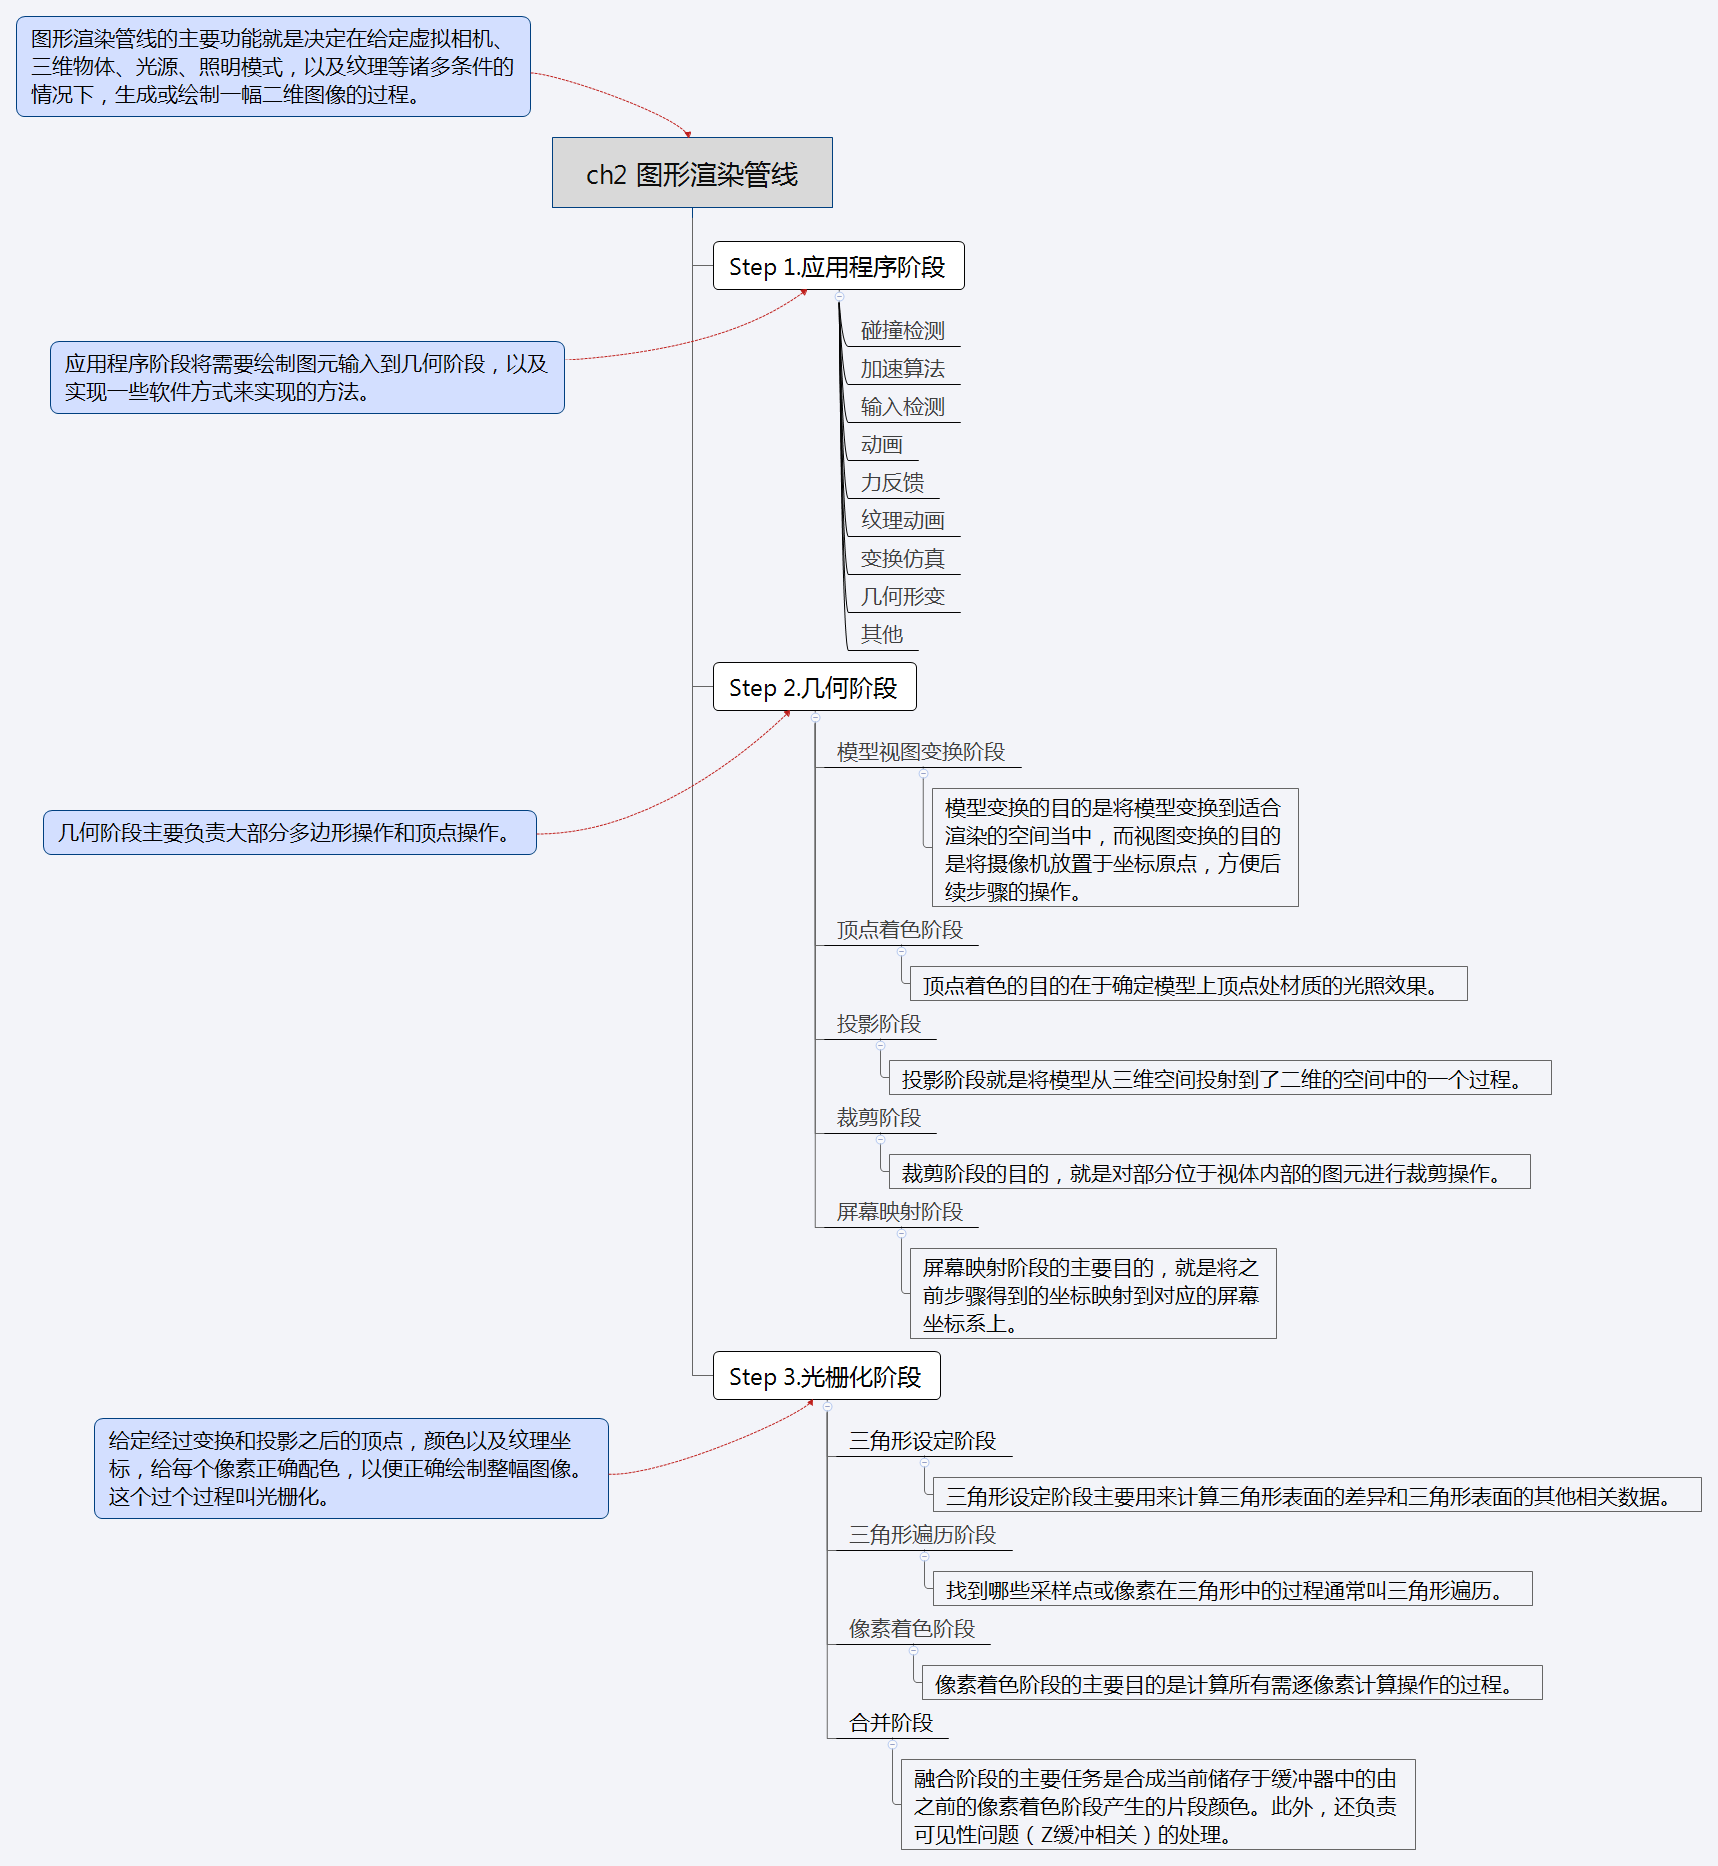 图形渲染管线的主要功能就是决定在给定虚拟相机、
三维物体、光源、照明模式，以及纹理等诸多条件的
情况下，生成或绘制一幅二维图像的过程。
ch2 图形渲染管线
Step 1.应用程序阶段
应用程序阶段将需要绘制图元输入到几何阶段，以及
实现一些软件方式来实现的方法。
碰撞检测
加速算法
输入检测
动画
力反馈
纹理动画
变换仿真
几何形变
其他
Step 2.几何阶段
几何阶段主要负责大部分多边形操作和顶点操作。
模型视图变换阶段
模型变换的目的是将模型变换到适合
渲染的空间当中，而视图变换的目的
是将摄像机放置于坐标原点，方便后
续步骤的操作。
顶点着色阶段
顶点着色的目的在于确定模型上顶点处材质的光照效果。
投影阶段
投影阶段就是将模型从三维空间投射到了二维的空间中的一个过程。
裁剪阶段
裁剪阶段的目的，就是对部分位于视体内部的图元进行裁剪操作。
屏幕映射阶段
屏幕映射阶段的主要目的，就是将之
前步骤得到的坐标映射到对应的屏幕
坐标系上。
Step 3.光栅化阶段
给定经过变换和投影之后的顶点，颜色以及纹理坐
标，给每个像素正确配色，以便正确绘制整幅图像。
这个过个过程叫光栅化。
三角形设定阶段
三角形设定阶段主要用来计算三角形表面的差异和三角形表面的其他相关数据。
三角形遍历阶段
找到哪些采样点或像素在三角形中的过程通常叫三角形遍历。
像素着色阶段
像素着色阶段的主要目的是计算所有需逐像素计算操作的过程。
合并阶段
融合阶段的主要任务是合成当前储存于缓冲器中的由
之前的像素着色阶段产生的片段颜色。此外，还负责
可见性问题（Z缓冲相关）的处理。